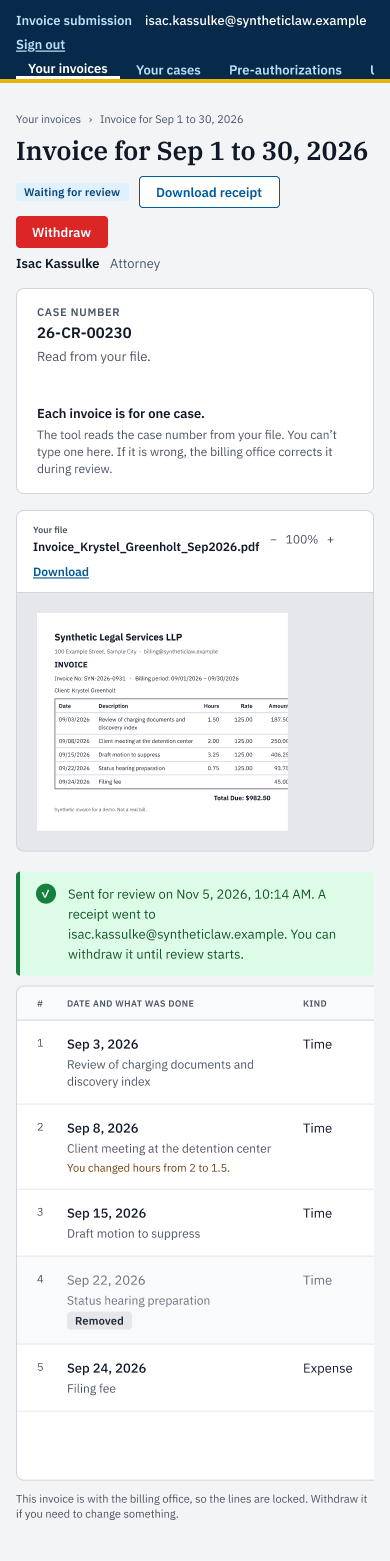 Invoice submission isac.kassulke@syntheticlaw.example
Sign out
Your invoices Your cases Pre-authorizations
Your invoices › Invoice for Sep 1 to 30, 2026
Invoice for Sep 1 to 30, 2026
Waiting for review Download receipt
Withdraw
Isac Kassulke Attorney
CASE NUMBER
26-CR-00230
Read from your file.
Each invoice is for one case.
The tool reads the case number from your file. You can’t
type one here. If it is wrong, the billing office corrects it
during review.
Your file
Invoice_Krystel_Greenholt_Sep2026.pdf − 100% +
Download
Synthetic Legal Services LLP
100 Example Street, Sample City · billing@syntheticlaw.example
INVOICE
Invoice No: SYN-2026-0931 · Billing period: 09/01/2026 – 09/30/2026
Client: Krystel Greenholt
Date Description Hours Rate Amount
09/03/2026 Review of charging documents and 1.50 125.00 187.50
discovery index
09/08/2026 Client meeting at the detention center 2.00 125.00 250.00
09/15/2026 Draft motion to suppress 3.25 125.00 406.25
09/22/2026 Status hearing preparation 0.75 125.00 93.75
09/24/2026 Filing fee 45.00
Total Due: $982.50
Synthetic invoice for a demo. Not a real bill.
Sent for review on Nov 5, 2026, 10:14 AM. A
receipt went to
isac.kassulke@syntheticlaw.example. You can
withdraw it until review starts.
# DATE AND WHAT WAS DONE KIND
1 Sep 3, 2026 Time
Review of charging documents and
discovery index
2 Sep 8, 2026 Time
Client meeting at the detention center
You changed hours from 2 to 1.5.
3 Sep 15, 2026 Time
Draft motion to suppress
4 Sep 22, 2026 Time
Status hearing preparation
Removed
5 Sep 24, 2026 Expense
Filing fee
This invoice is with the billing office, so the lines are locked. Withdraw it
if you need to change something.